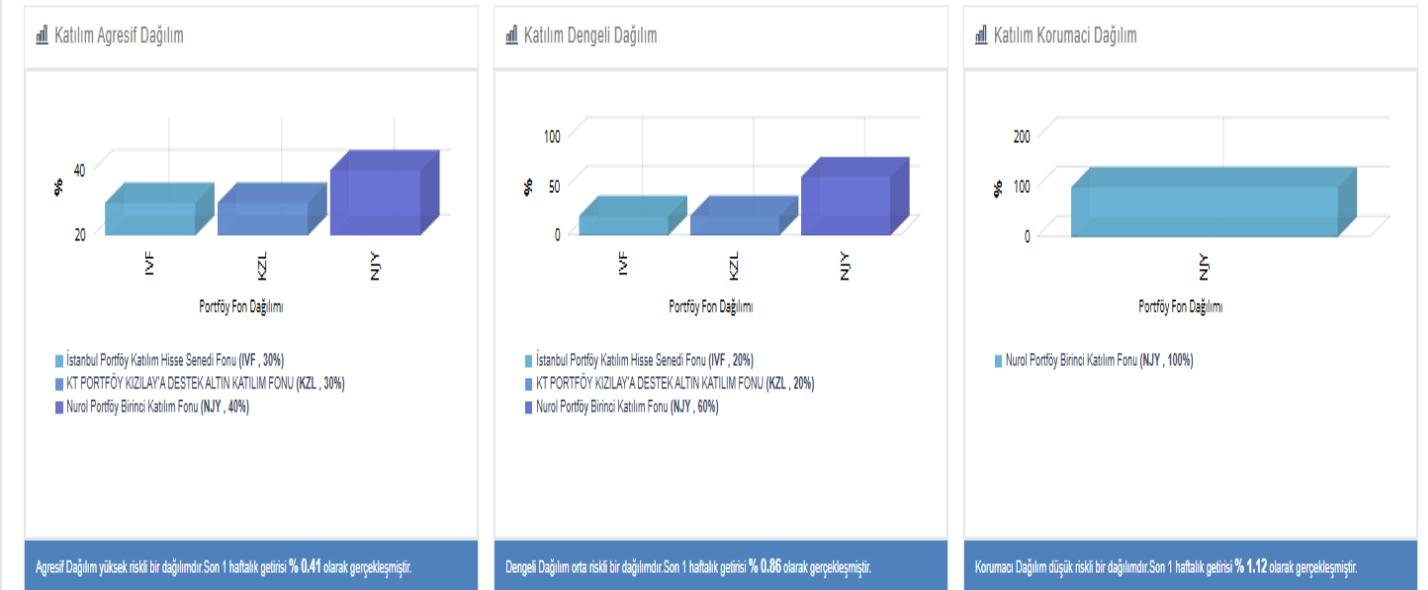 Katılım Agresif Dağılım
40
20
%
IVF
KZL
NJY
Portföy Fon Dağılımı
İstanbul Portföy Katılım Hisse Senedi Fonu (IVF , 30%)
KT PORTFÖY KIZILAY'A DESTEK ALTIN KATILIM FONU (KZL , 30%)
Nurol Portföy Birinci Katılım Fonu (NJY , 40%)
Agresif Dağılım yüksek riskli bir dağılımdır.Son 1 haftalık getirisi % 0.41 olarak gerçekleşmiştir.
Katılım Dengeli Dağılım
100
50
0
%
IVF
KZL
NJY
Portföy Fon Dağılımı
İstanbul Portföy Katılım Hisse Senedi Fonu (IVF , 20%)
KT PORTFÖY KIZILAY'A DESTEK ALTIN KATILIM FONU (KZL , 20%)
Nurol Portföy Birinci Katılım Fonu (NJY , 60%)
Dengeli Dağılım orta riskli bir dağılımdır.Son 1 haftalık getirisi % 0.86 olarak gerçekleşmiştir.
Katılım Korumaci Dağılım
200
100
0
%
NJY
Portföy Fon Dağılımı
Nurol Portföy Birinci Katılım Fonu (NJY , 100%)
Korumacı Dağılım düşük riskli bir dağılımdır.Son 1 haftalık getirisi % 1.12 olarak gerçekleşmiştir.